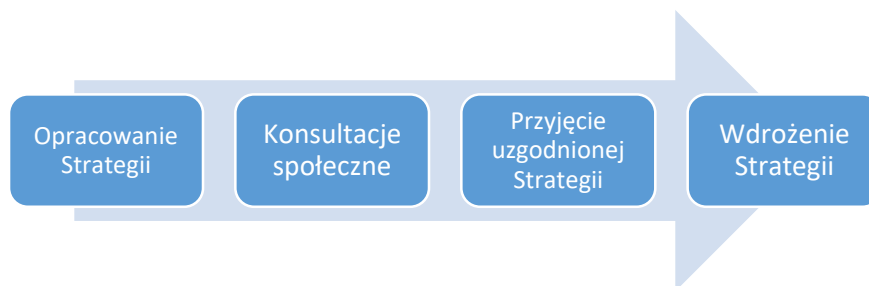 Opracowanie
Strategii
Konsultacje
społeczne
Przyjęcie
uzgodnionej
Strategii
Wdrożenie
Strategii